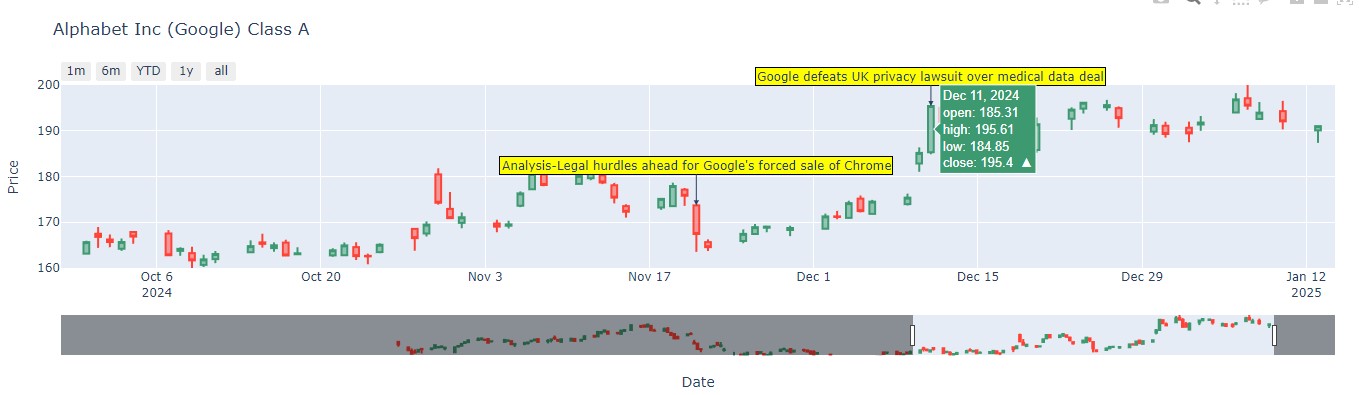 Alphabet Inc (Google) Class A
1m 6m YTD 1y all
Google defeats UK privacy lawsuit over medical data deal
Dec 11, 2024
open: 185.31
high: 195.61
low: 184.85
close: 195.4 ▲
Analysis-Legal hurdles ahead for Google's forced sale of Chrome
Price
200
190
180
170
160
Oct 6
2024
Oct 20
Nov 3
Nov 17
Dec 1
Dec 15
Dec 29
Jan 12
2025
Date